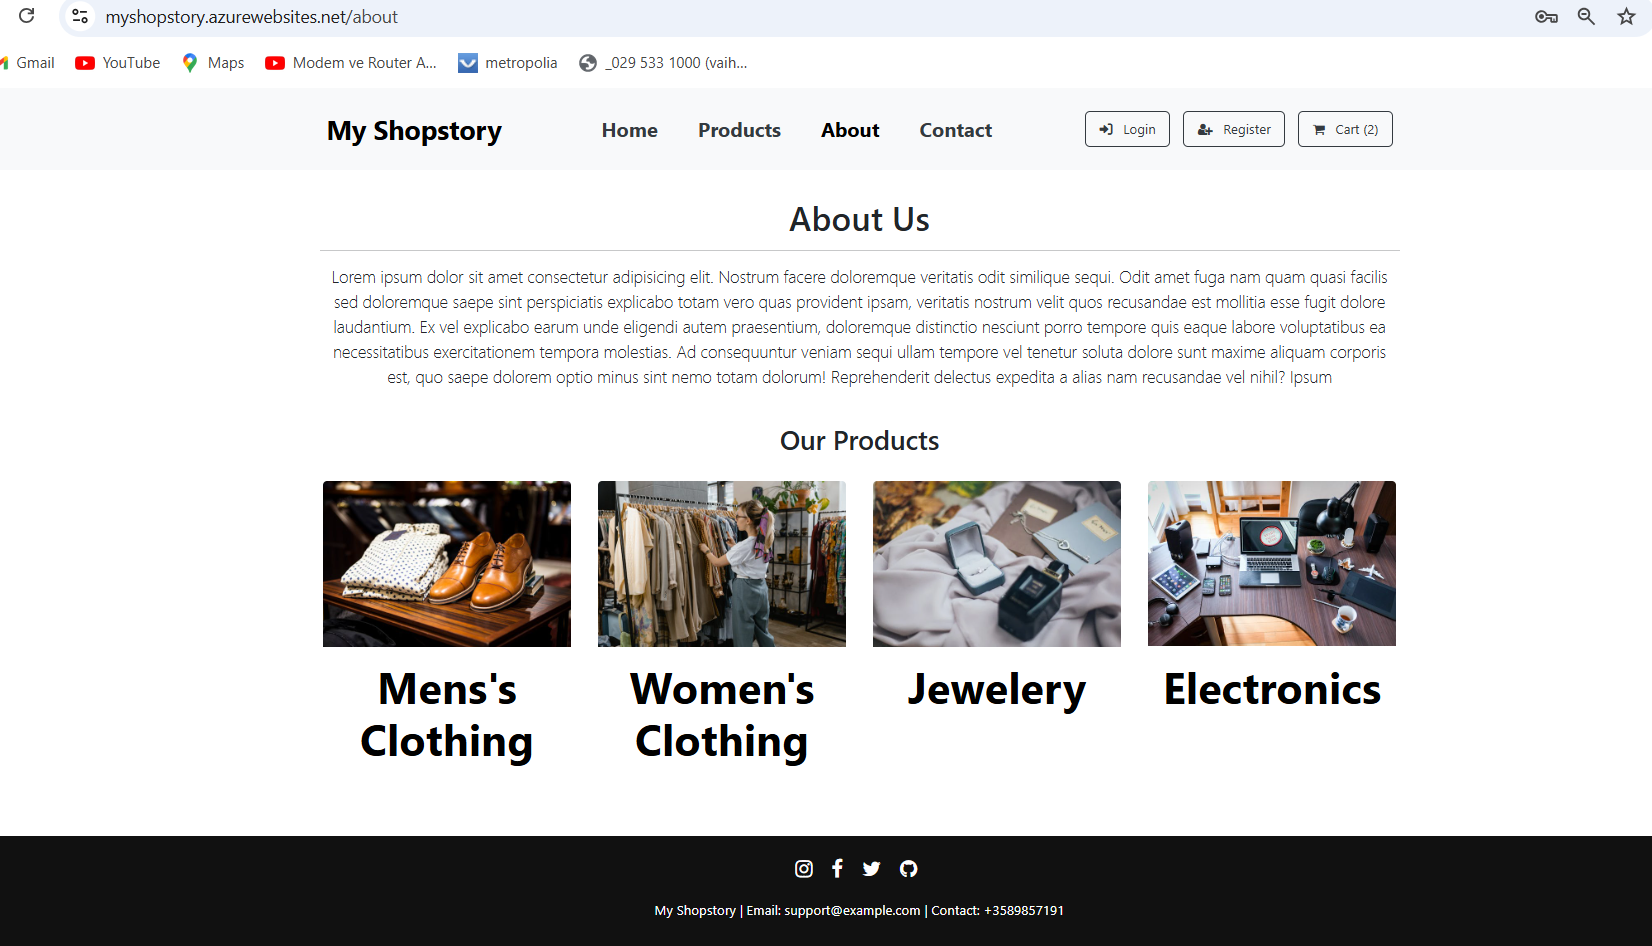 myshopstory.azurewebsites.net/about
Gmail YouTube Maps Modem ve Router A... metropolia _029 533 1000 (vaih...
My Shopstory Home Products About Contact Login Register Cart (2)
About Us
Lorem ipsum dolor sit amet consectetur adipisicing elit. Nostrum facere doloremque veritatis odit similique sequi. Odit amet fuga nam quam quasi facilis
sed doloremque saepe sint perspiciatis explicabo totam vero quas provident ipsam, veritatis nostrum velit quos recusandae est mollitia esse fugit dolore
laudantium. Ex vel explicabo earum unde eligendi autem praesentium, doloremque distinctio nesciunt porro tempore quis eaque labore voluptatibus ea
necessitatibus exercitationem tempora molestias. Ad consequuntur veniam sequi ullam tempore vel tenetur soluta dolore sunt maxime aliquam corporis
est, quo saepe dolorem optio minus sint nemo totam dolorum! Reprehenderit delectus expedita a alias nam recusandae vel nihil? Ipsum
Our Products
Mens's
Clothing
Women's
Clothing
Jewelery
Electronics
My Shopstory | Email: support@example.com | Contact: +3589857191